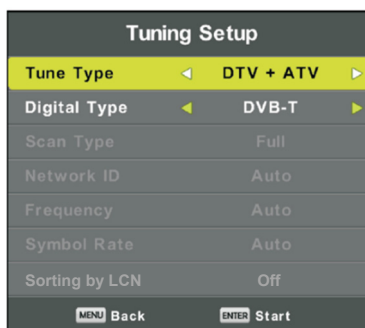 Tuning Setup
Tune Type DTV + ATV
Digital Type DVB-T
Scan Type Full
Network ID Auto
Frequency Auto
Symbol Rate Auto
Sorting by LCN Off
MENU Back ENTER Start